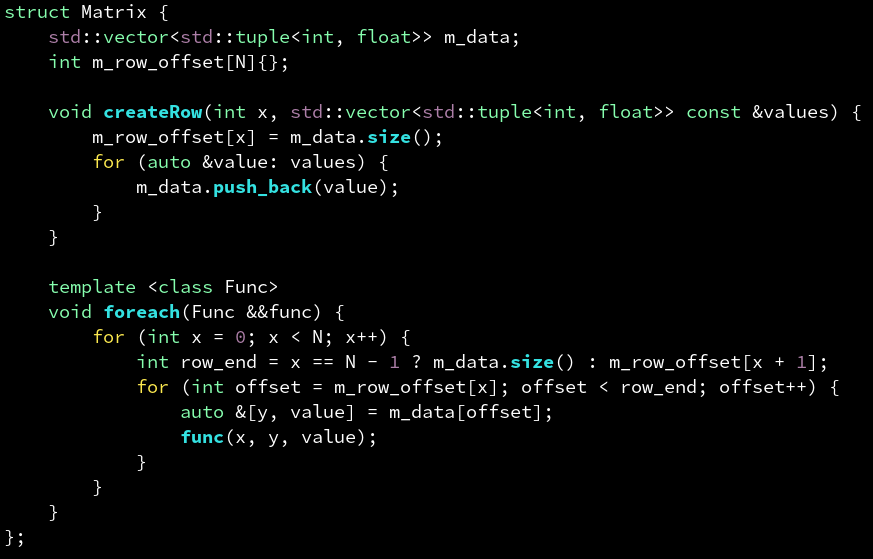 struct Matrix {
    std::vector<std::tuple<int, float>> m_data;
    int m_row_offset[N]{};

    void createRow(int x, std::vector<std::tuple<int, float>> const &values) {
        m_row_offset[x] = m_data.size();
        for (auto &value: values) {
            m_data.push_back(value);
        }
    }

    template <class Func>
    void foreach(Func &&func) {
        for (int x = 0; x < N; x++) {
            int row_end = x == N - 1 ? m_data.size() : m_row_offset[x + 1];
            for (int offset = m_row_offset[x]; offset < row_end; offset++) {
                auto &[y, value] = m_data[offset];
                func(x, y, value);
            }
        }
    }
};